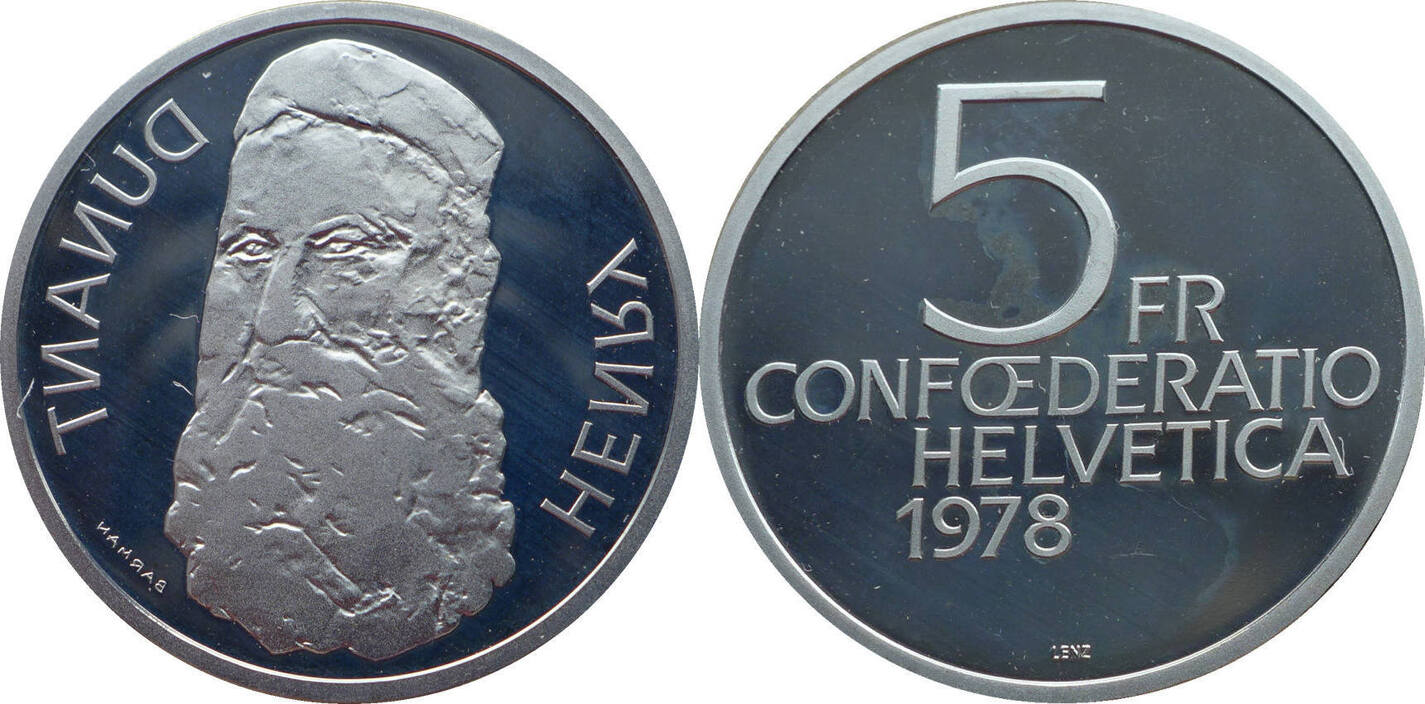 HENRY
DUNANT
BARMAN
5 FR
CONFŒDERATIO
HELVETICA
1978
LENZ